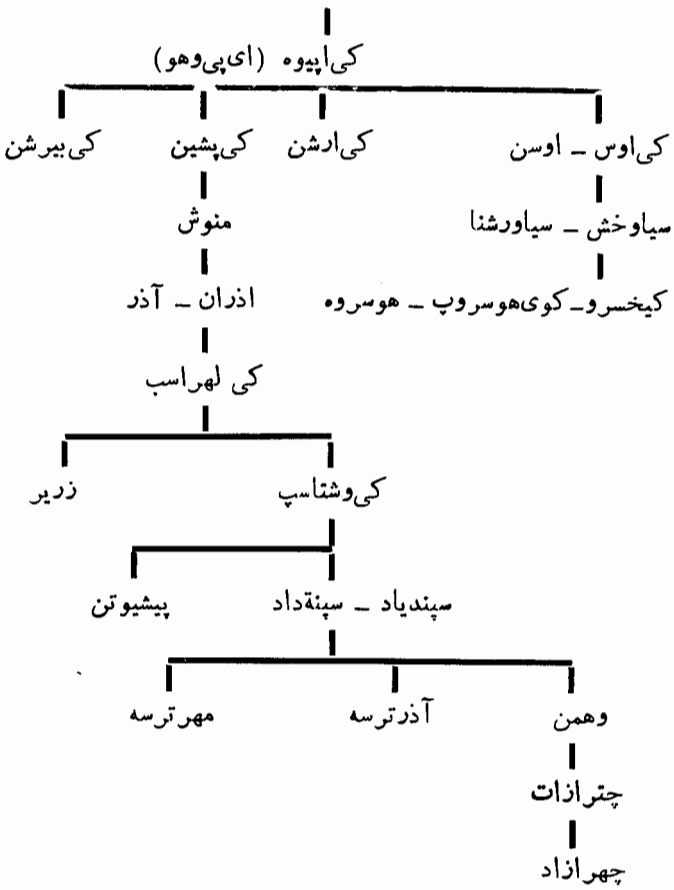 کی‌اپیوه (ای‌پی‌وهو)
کی‌اوس – اوسن کی‌ارشن کی‌پشین کی‌بیرشن
سیاوخش – سیاورشنا منوش
کیخسرو – کوی‌هوسروپ – هوسروه اذران – آذر
کی لهراسب
کی‌وشتاسپ زریر
سپندیاد – سپنةداد پیشیوتن
وهمن آذرترسه مهرترسه
چترازات
چهرازاد